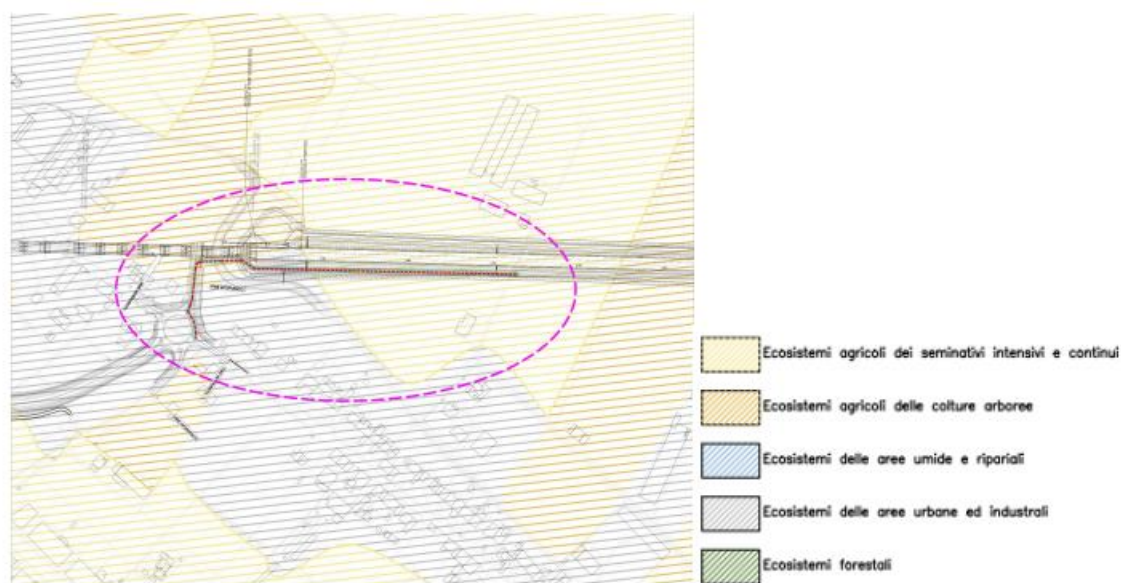 Ecosistemi agricoli dei seminativi intensivi e continui
Ecosistemi agricoli delle colture arboree
Ecosistemi delle aree umide e ripariali
Ecosistemi delle aree urbane ed industrali
Ecosistemi forestali